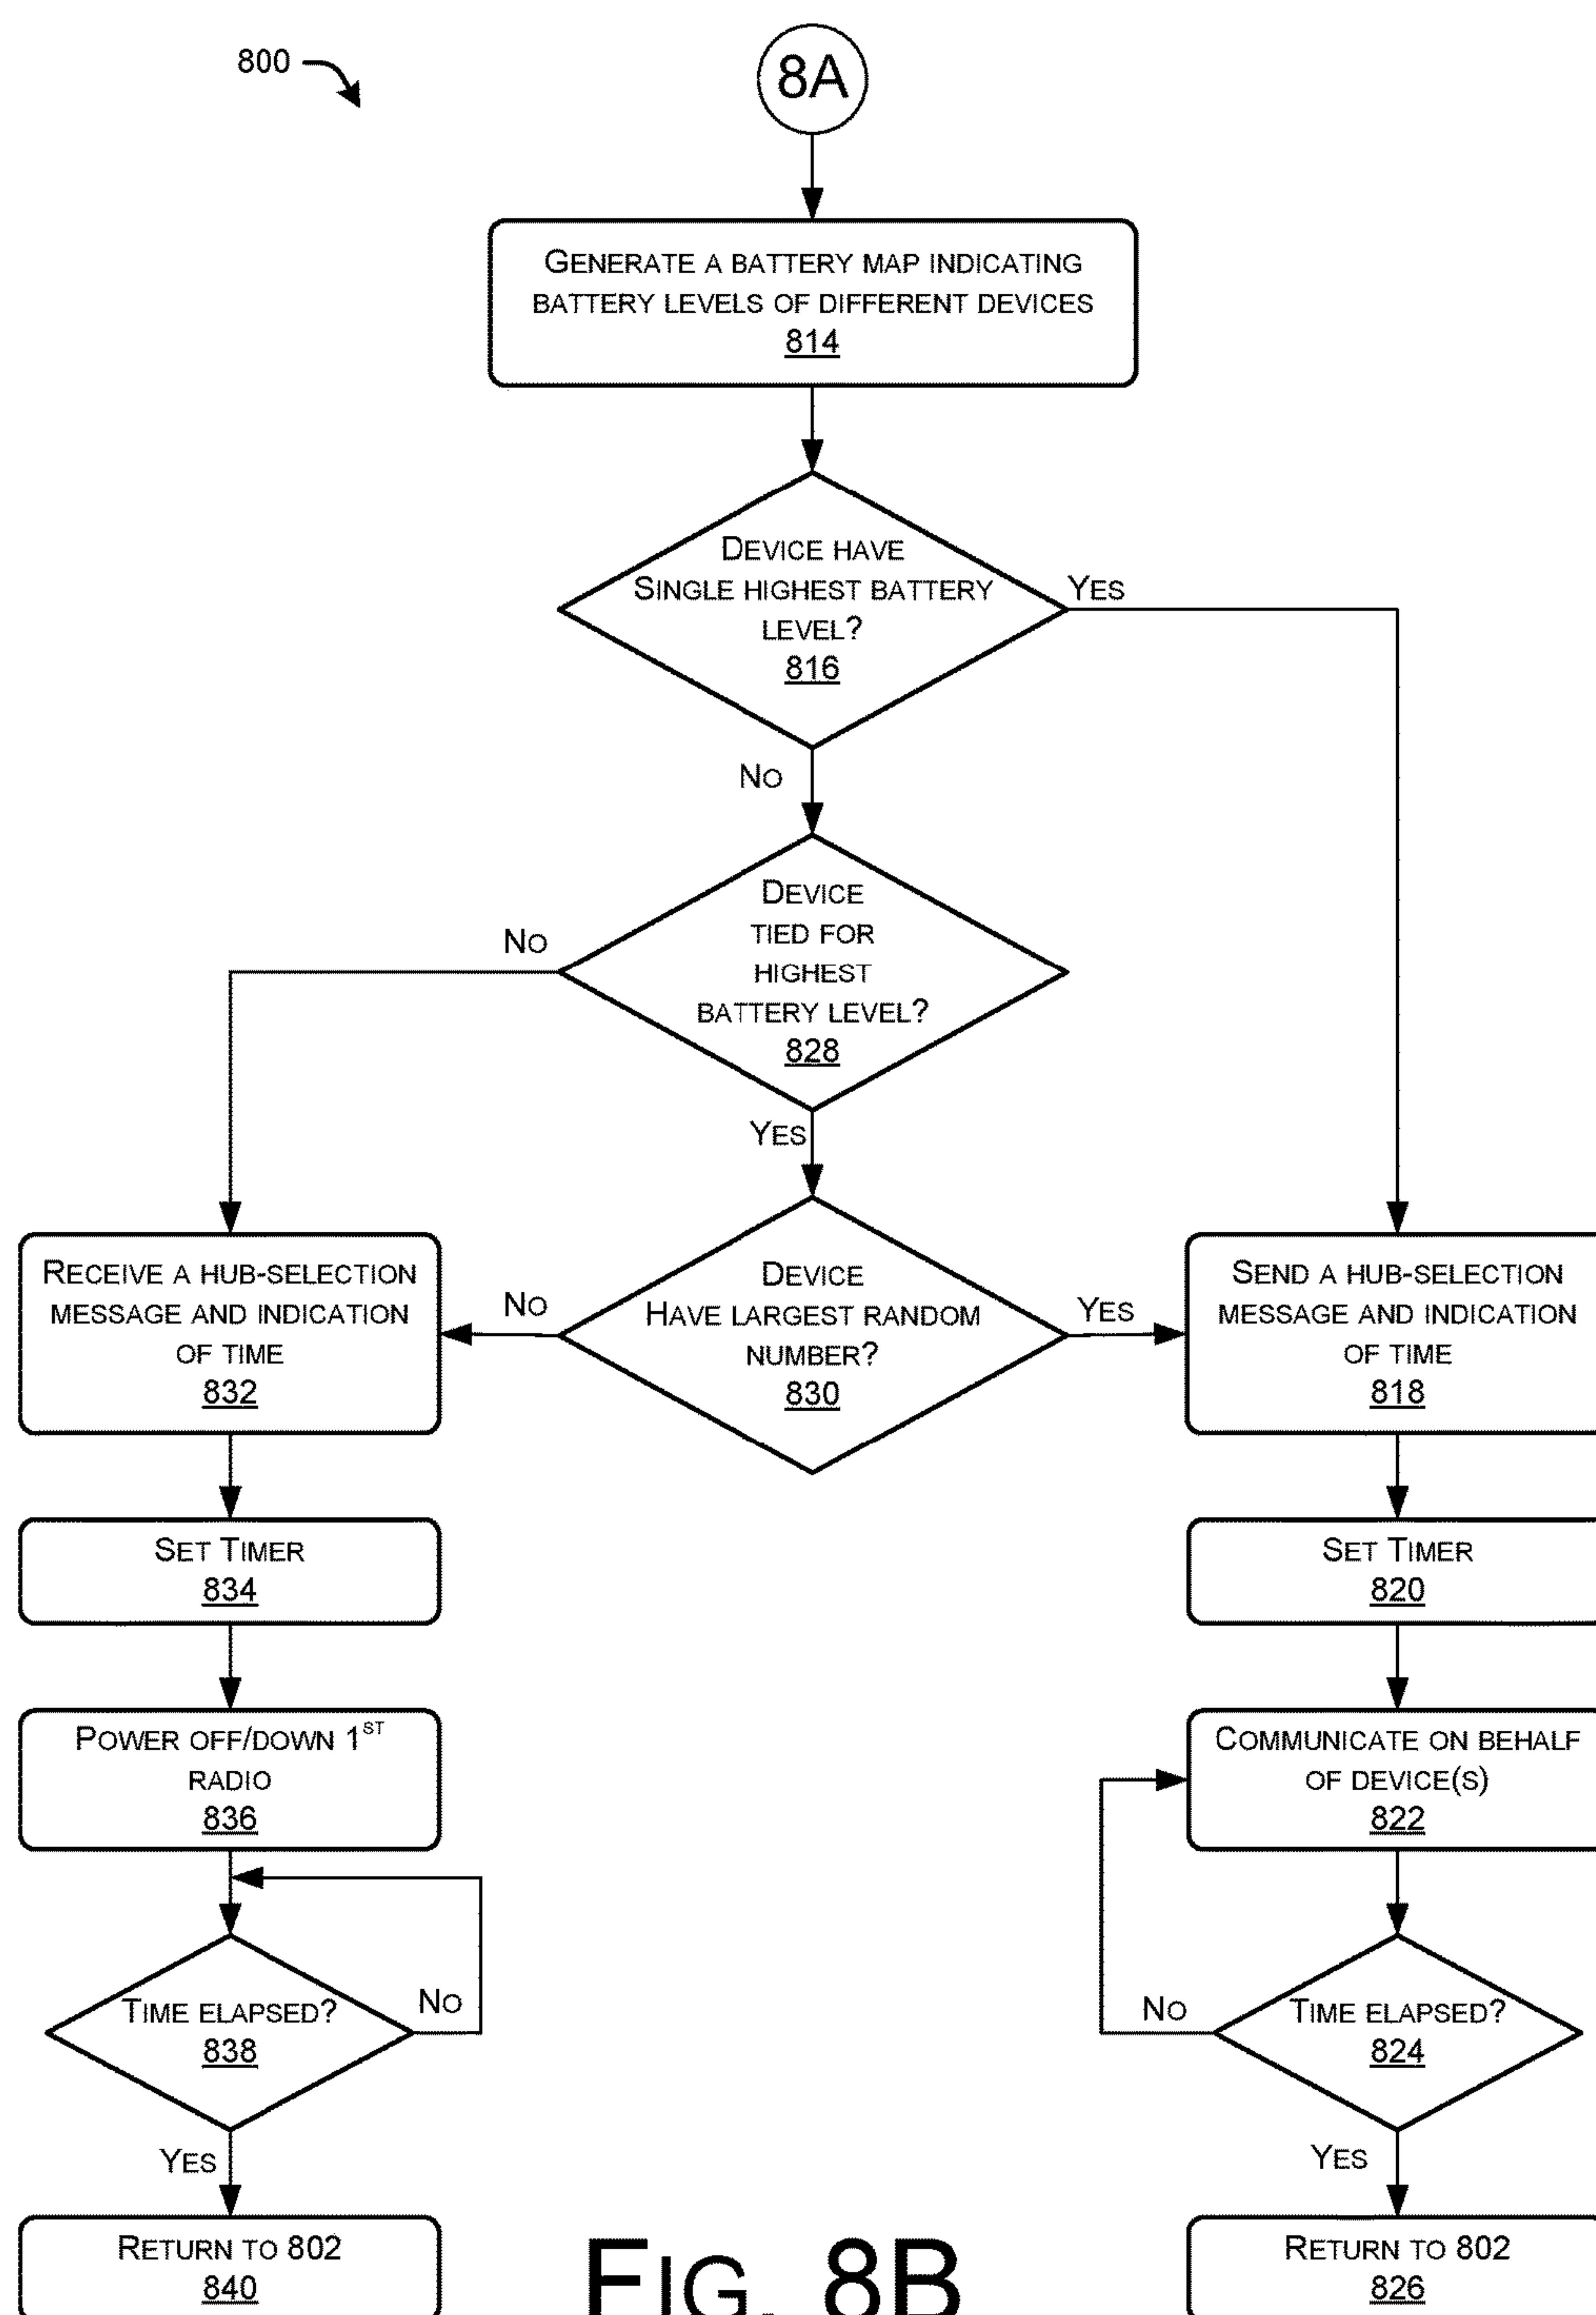 800
8A
GENERATE A BATTERY MAP INDICATING
BATTERY LEVELS OF DIFFERENT DEVICES
814
DEVICE HAVE
SINGLE HIGHEST BATTERY
LEVEL?
816
YES
NO
DEVICE
TIED FOR
HIGHEST
BATTERY LEVEL?
828
NO
YES
RECEIVE A HUB-SELECTION
MESSAGE AND INDICATION
OF TIME
832
NO
DEVICE
HAVE LARGEST RANDOM
NUMBER?
830
YES
SEND A HUB-SELECTION
MESSAGE AND INDICATION
OF TIME
818
SET TIMER
834
SET TIMER
820
POWER OFF/DOWN 1ST
RADIO
836
COMMUNICATE ON BEHALF
OF DEVICE(S)
822
TIME ELAPSED?
838
NO
YES
NO
TIME ELAPSED?
824
YES
RETURN TO 802
840
FIG. 8B
RETURN TO 802
826